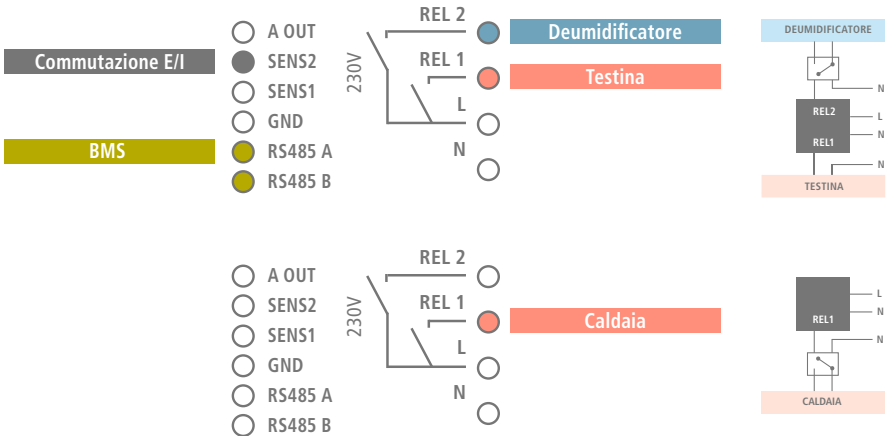 A OUT
SENS2
SENS1
GND
RS485 A
RS485 B
Commutazione E/I
BMS
230V
REL 2
REL 1
L
N
Deumidificatore
Testina
DEUMIDIFICATORE
N
REL2
L
REL1
N
N
TESTINA
A OUT
SENS2
SENS1
GND
RS485 A
RS485 B
230V
REL 2
REL 1
L
N
Caldaia
L
REL1
N
N
CALDAIA